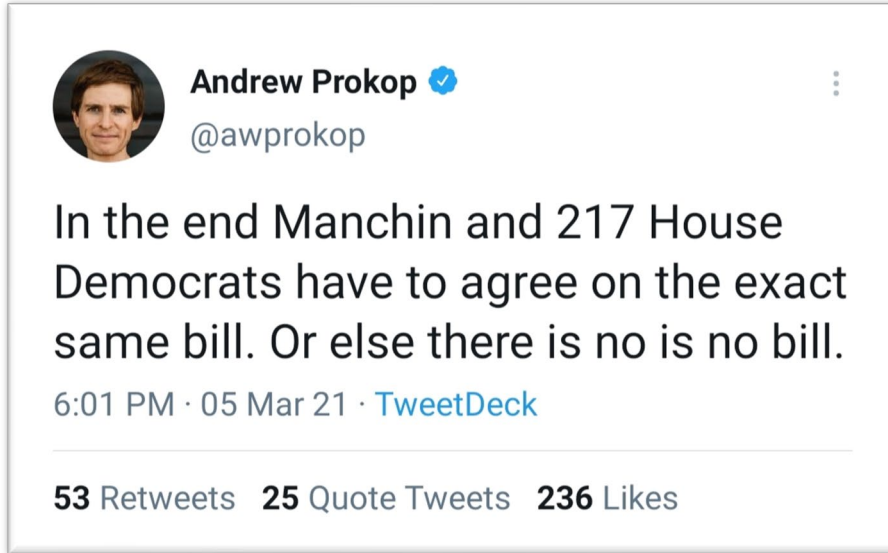 Andrew Prokop
@awprokop
In the end Manchin and 217 House
Democrats have to agree on the exact
same bill. Or else there is no is no bill.
6:01 PM · 05 Mar 21 · TweetDeck
53 Retweets 25 Quote Tweets 236 Likes